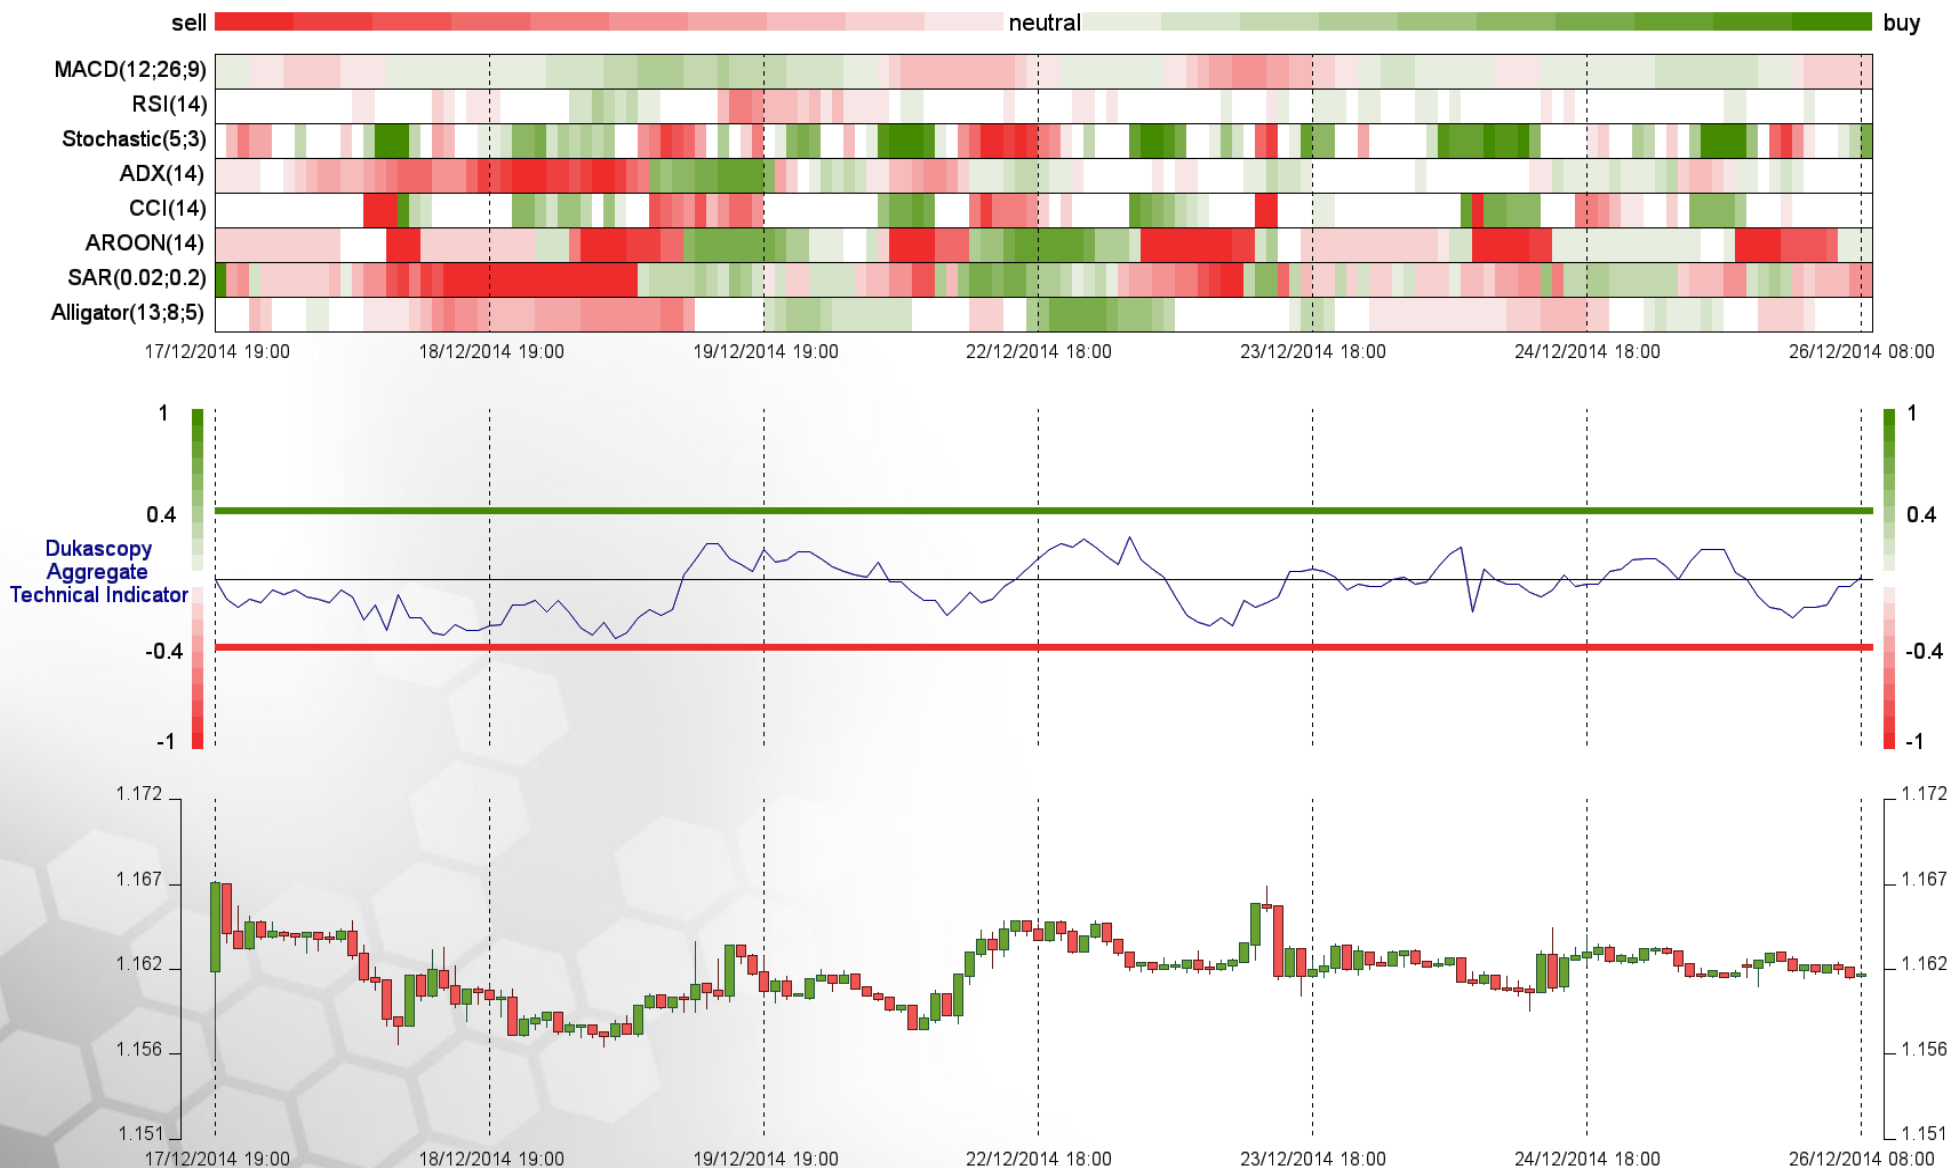 sell neutral buy
MACD(12;26;9)
RSI(14)
Stochastic(5;3)
ADX(14)
CCI(14)
AROON(14)
SAR(0.02;0.2)
Alligator(13;8;5)
17/12/2014 19:00 18/12/2014 19:00 19/12/2014 19:00 22/12/2014 18:00 23/12/2014 18:00 24/12/2014 18:00 26/12/2014 08:00
1 1
0.4 0.4
Dukascopy
Aggregate
Technical Indicator
-0.4 -0.4
-1 -1
1.172 1.172
1.167 1.167
1.162 1.162
1.156 1.156
1.151 1.151
17/12/2014 19:00 18/12/2014 19:00 19/12/2014 19:00 22/12/2014 18:00 23/12/2014 18:00 24/12/2014 18:00 26/12/2014 08:00